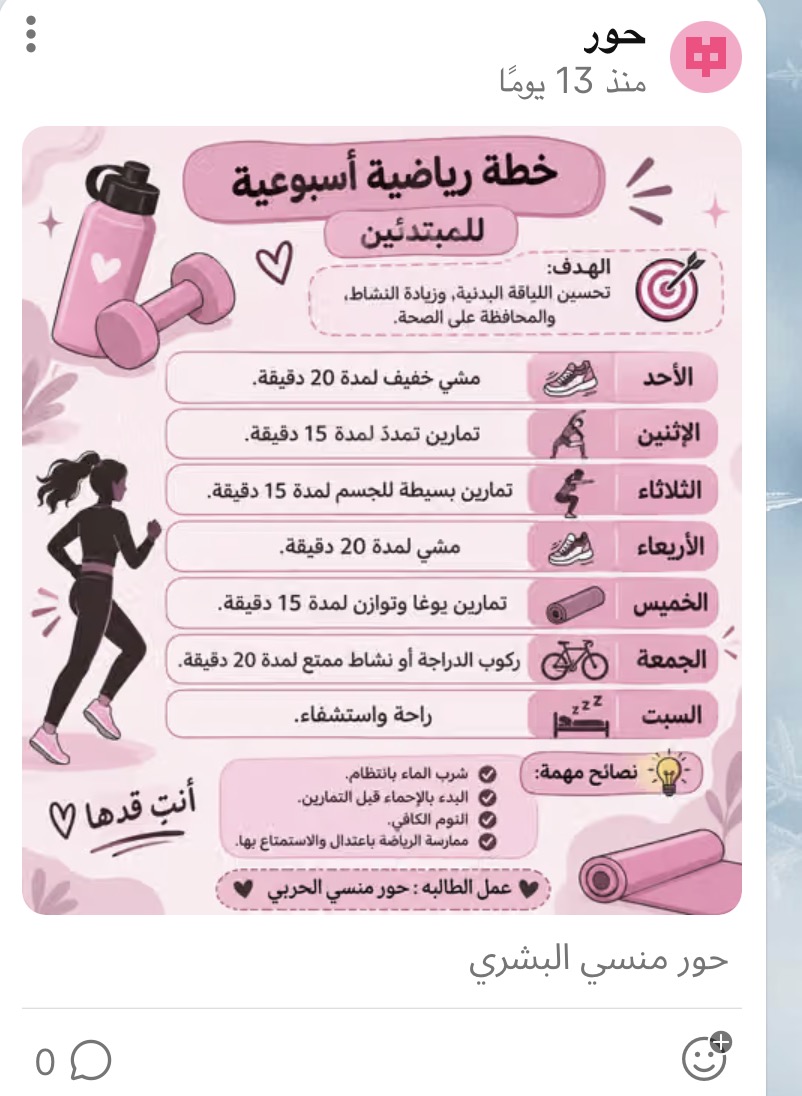 حور
منذ 13 يومًا
خطة رياضية أسبوعية
للمبتدئين
الهدف:
تحسين اللياقة البدنية, وزيادة النشاط،
والمحافظة على الصحة.
الأحد
مشي خفيف لمدة 20 دقيقة.
الإثنين
تمارين تمدد لمدة 15 دقيقة.
الثلاثاء
تمارين بسيطة للجسم لمدة 15 دقيقة.
الأربعاء
مشي لمدة 20 دقيقة.
الخميس
تمارين يوغا وتوازن لمدة 15 دقيقة.
الجمعة
ركوب الدراجة أو نشاط ممتع لمدة 20 دقيقة.
السبت
z z z
راحة واستشفاء.
نصائح مهمة:
شرب الماء بانتظام.
البدء بالإحماء قبل التمارين.
النوم الكافي.
ممارسة الرياضة باعتدال والاستمتاع بها.
أنتِ قدها
عمل الطالبه : حور منسي الحربي
حور منسي البشري
0